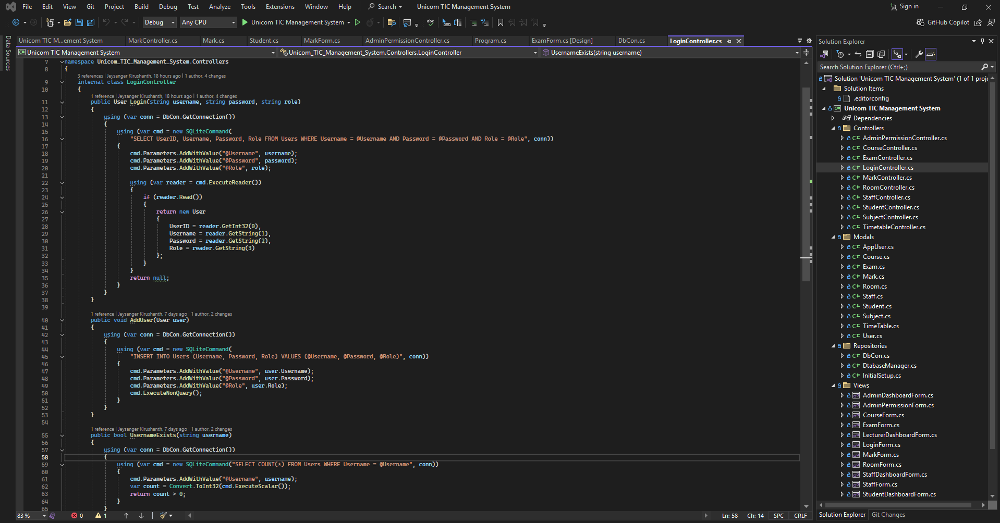 File Edit View Git Project Build Debug Test Analyze Tools Extensions Window Help Search Unicom TIC Management System Sign in
Debug Any CPU Unicom TIC Management System GitHub Copilot
Data Sources
Unicom TIC M...ement System MarkController.cs Mark.cs Student.cs MarkForm.cs AdminPermissionController.cs Program.cs ExamForm.cs [Design] DbCon.cs LoginController.cs
Unicom TIC Management System Unicom_TIC_Management_System.Controllers.LoginController UsernameExists(string username)
7 namespace Unicom_TIC_Management_System.Controllers
8 {
3 references | Jeysanger Kirushanth, 18 hours ago | 1 author, 4 changes
9 internal class LoginController
10 {
1 reference | Jeysanger Kirushanth, 18 hours ago | 1 author, 4 changes
11 public User Login(string username, string password, string role)
12 {
13 using (var conn = DbCon.GetConnection())
14 {
15 using (var cmd = new SQLiteCommand(
16 "SELECT UserID, Username, Password, Role FROM Users WHERE Username = @Username AND Password = @Password AND Role = @Role", conn))
17 {
18 cmd.Parameters.AddWithValue("@Username", username);
19 cmd.Parameters.AddWithValue("@Password", password);
20 cmd.Parameters.AddWithValue("@Role", role);
21
22 using (var reader = cmd.ExecuteReader())
23 {
24 if (reader.Read())
25 {
26 return new User
27 {
28 UserID = reader.GetInt32(0),
29 Username = reader.GetString(1),
30 Password = reader.GetString(2),
31 Role = reader.GetString(3)
32 };
33 }
34 }
35 return null;
36 }
37 }
38 }
39
1 reference | Jeysanger Kirushanth, 7 days ago | 1 author, 2 changes
40 public void AddUser(User user)
41 {
42 using (var conn = DbCon.GetConnection())
43 {
44 using (var cmd = new SQLiteCommand(
45 "INSERT INTO Users (Username, Password, Role) VALUES (@Username, @Password, @Role)", conn))
46 {
47 cmd.Parameters.AddWithValue("@Username", user.Username);
48 cmd.Parameters.AddWithValue("@Password", user.Password);
49 cmd.Parameters.AddWithValue("@Role", user.Role);
50 cmd.ExecuteNonQuery();
51 }
52 }
53 }
54
1 reference | Jeysanger Kirushanth, 7 days ago | 1 author, 2 changes
55 public bool UsernameExists(string username)
56 {
57 using (var conn = DbCon.GetConnection())
58 {
59 using (var cmd = new SQLiteCommand("SELECT COUNT(*) FROM Users WHERE Username = @Username", conn))
60 {
61 cmd.Parameters.AddWithValue("@Username", username);
62 var count = Convert.ToInt32(cmd.ExecuteScalar());
63 return count > 0;
64 }
65 }
83 % 0 1 Ln: 58 Ch: 14 SPC CRLF
Solution Explorer
Search Solution Explorer (Ctrl+;)
Solution 'Unicom TIC Management System' (1 of 1 proje
Solution Items
.editorconfig
Unicom TIC Management System
Dependencies
Controllers
C# AdminPermissionController.cs
C# CourseController.cs
C# ExamController.cs
C# LoginController.cs
C# MarkController.cs
C# RoomController.cs
C# StaffController.cs
C# StudentController.cs
C# SubjectController.cs
C# TimetableController.cs
Modals
C# AppUser.cs
C# Course.cs
C# Exam.cs
C# Mark.cs
C# Room.cs
C# Staff.cs
C# Student.cs
C# Subject.cs
C# TimeTable.cs
C# User.cs
Repositories
C# DbCon.cs
C# DtabaseManager.cs
C# InitialSetup.cs
Views
AdminDashboardForm.cs
AdminPermissionForm.cs
CourseForm.cs
ExamForm.cs
LecturerDashboardForm.cs
LoginForm.cs
MarkForm.cs
RoomForm.cs
StaffDashboardForm.cs
StaffForm.cs
StudentDashboardForm.cs
Solution Explorer Git Changes